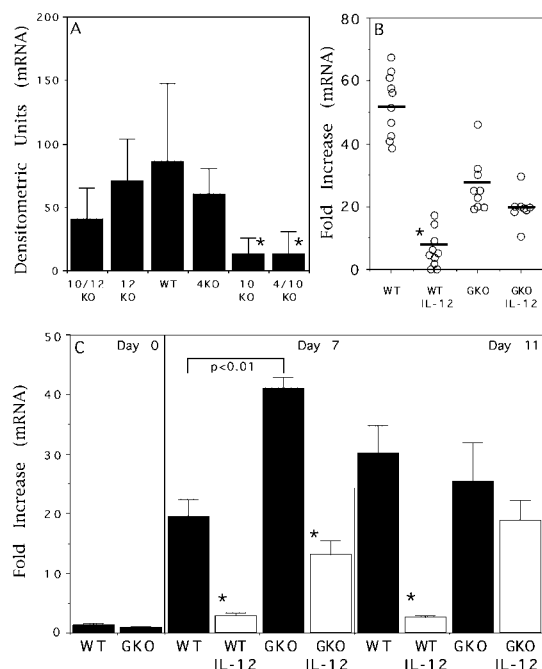 A
Densitometric Units (mRNA)
200
150
100
50
0
*
*
10/12 KO
12 KO
WT
4KO
10 KO
4/10 KO
B
Fold Increase (mRNA)
80
60
40
20
0
*
WT
WT IL-12
GKO
GKO IL-12
C
Day 0
Day 7
Day 11
p<0.01
Fold Increase (mRNA)
50
40
30
20
10
0
*
*
*
WT
GKO
WT
WT IL-12
GKO
GKO IL-12
WT
WT IL-12
GKO
GKO IL-12